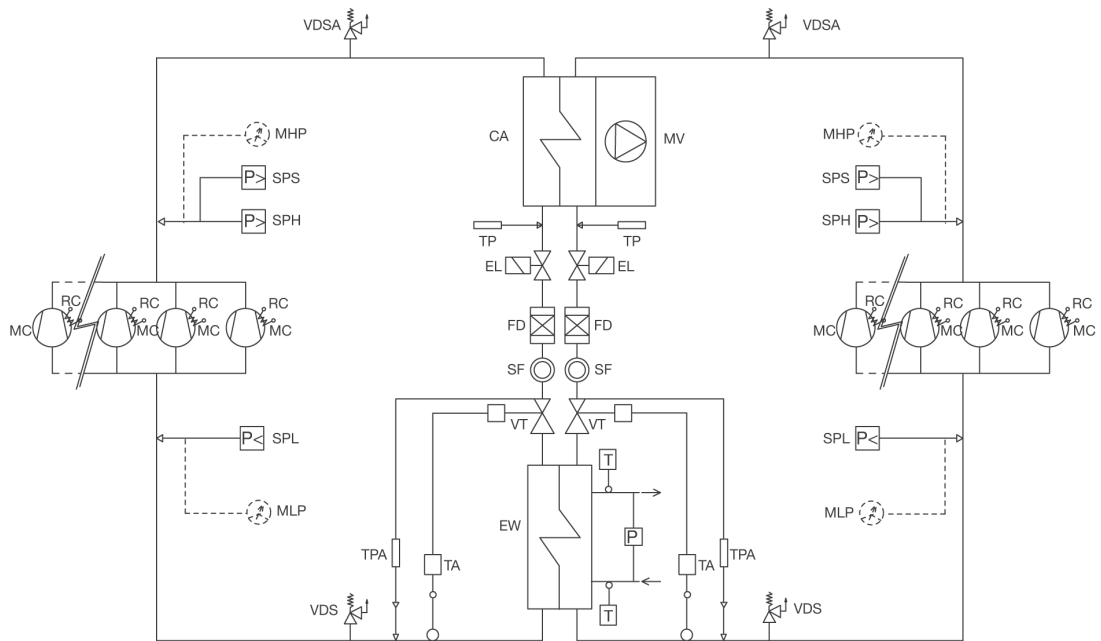 VDSA
VDSA
CA
MV
MHP
MHP
P> SPS
SPS P>
P> SPH
SPH P>
TP
TP
EL
EL
RC
RC
RC
RC
RC
RC
RC
RC
MC
MC
MC
MC
MC
MC
MC
MC
FD
FD
SF
SF
VT
VT
P< SPL
SPL P<
T
MLP
MLP
EW
P
TPA
TA
TA
TPA
T
VDS
VDS